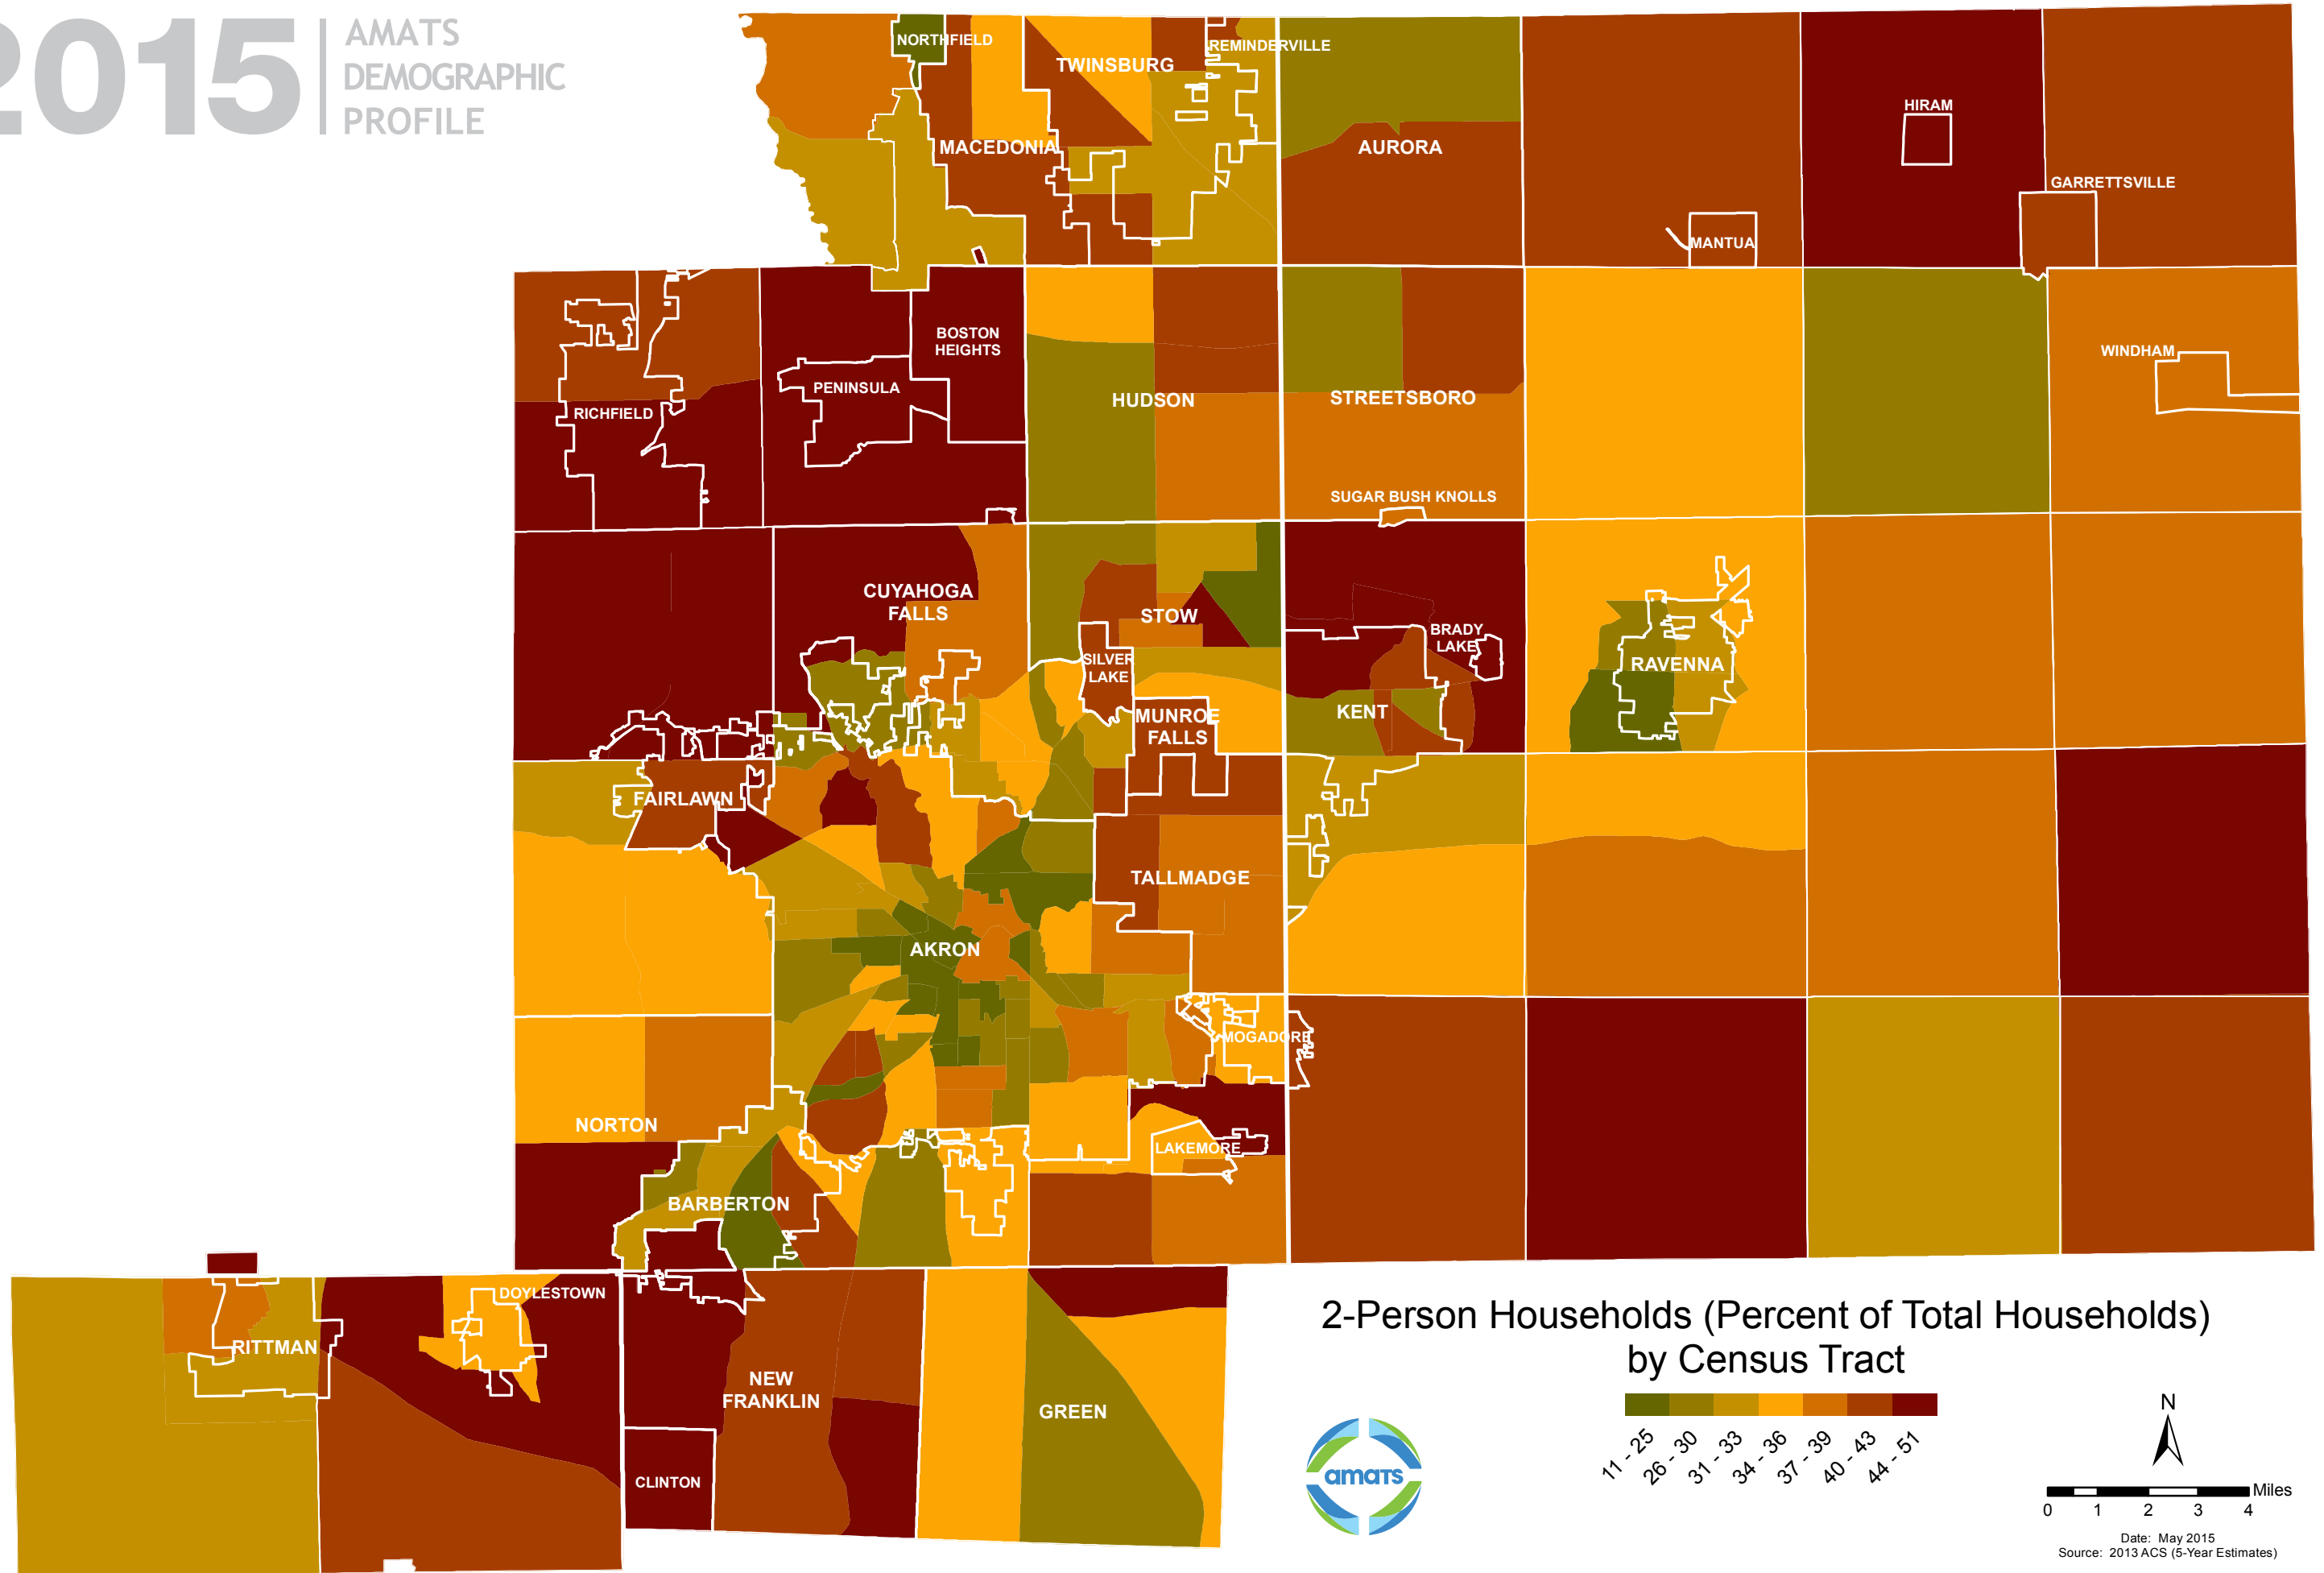 2015
AMATS
DEMOGRAPHIC
PROFILE
NORTHFIELD
REMINDERVILLE
TWINSBURG
MACEDONIA
AURORA
HIRAM
GARRETTSVILLE
MANTUA
BOSTON
HEIGHTS
PENINSULA
RICHFIELD
HUDSON
STREETSBORO
WINDHAM
SUGAR BUSH KNOLLS
CUYAHOGA
FALLS
STOW
SILVER
LAKE
BRADY
LAKE
RAVENNA
MUNROE
FALLS
KENT
FAIRLAWN
TALLMADGE
AKRON
MOGADORE
NORTON
LAKEMORE
BARBERTON
DOYLESTOWN
RITTMAN
NEW
FRANKLIN
GREEN
CLINTON
2-Person Households (Percent of Total Households)
by Census Tract
11 - 25
26 - 30
31 - 33
34 - 36
37 - 39
40 - 43
44 - 51
amats
N
Miles
0 1 2 3 4
Date: May 2015
Source: 2013 ACS (5-Year Estimates)